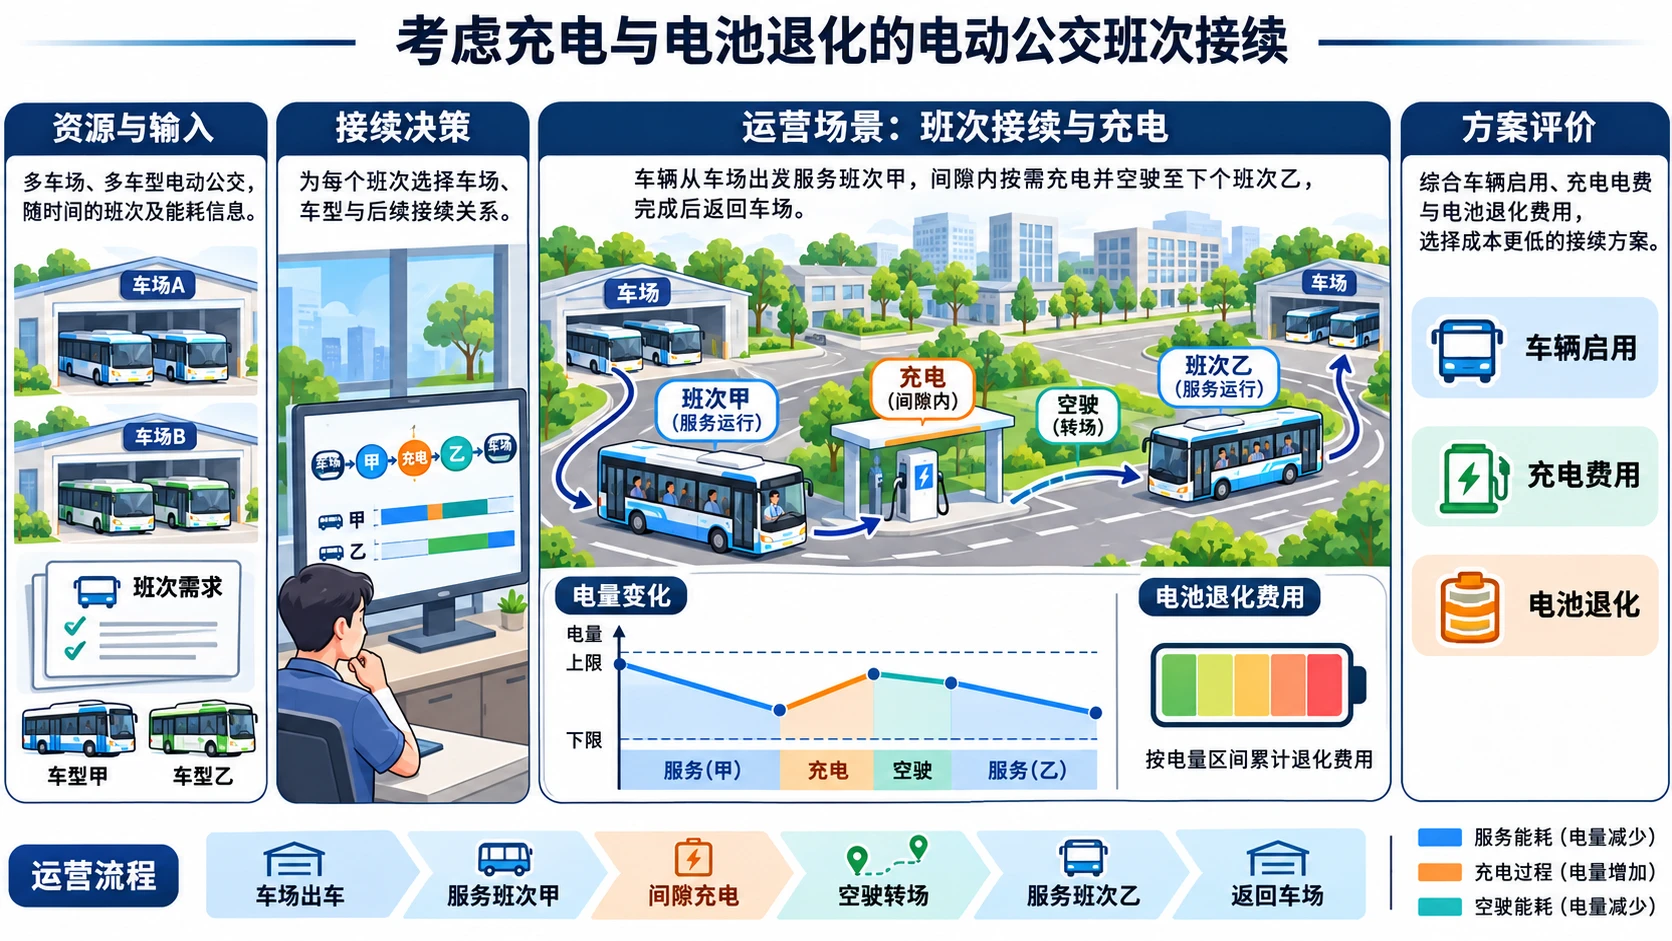 考虑充电与电池退化的电动公交班次接续
资源与输入
多车场、多车型电动公交，
随时间的班次及能耗信息。
车场A
车场B
班次需求
车型甲
车型乙
接续决策
为每个班次选择车场、
车型与后续接续关系。
车场
甲
充电
乙
车场
甲
乙
运营场景：班次接续与充电
车辆从车场出发服务班次甲，间隙内按需充电并空驶至下个班次乙，
完成后返回车场。
车场
班次甲
（服务运行）
充电
（间隙内）
空驶
（转场）
班次乙
（服务运行）
车场
电量变化
电量
上限
下限
服务（甲）
充电
空驶
服务（乙）
电池退化费用
按电量区间累计退化费用
方案评价
综合车辆启用、充电电费
与电池退化费用，
选择成本更低的接续方案。
车辆启用
充电费用
电池退化
运营流程
车场出车
服务班次甲
间隙充电
空驶转场
服务班次乙
返回车场
服务能耗（电量减少）
充电过程（电量增加）
空驶能耗（电量减少）